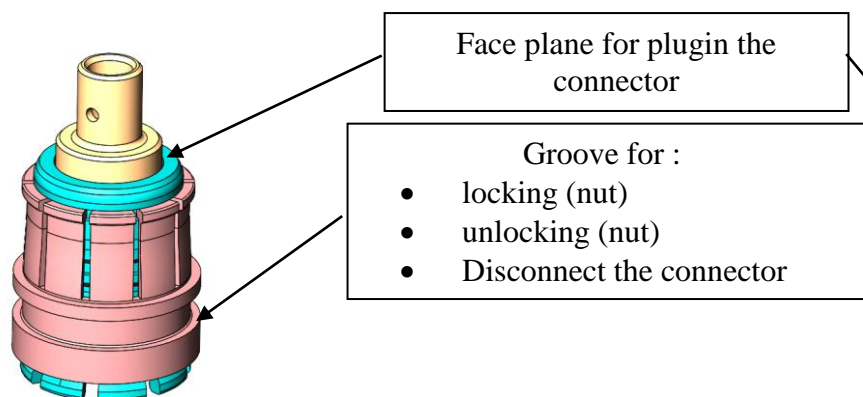 Face plane for plugin the
connector
Groove for :
• locking (nut)
• unlocking (nut)
• Disconnect the connector